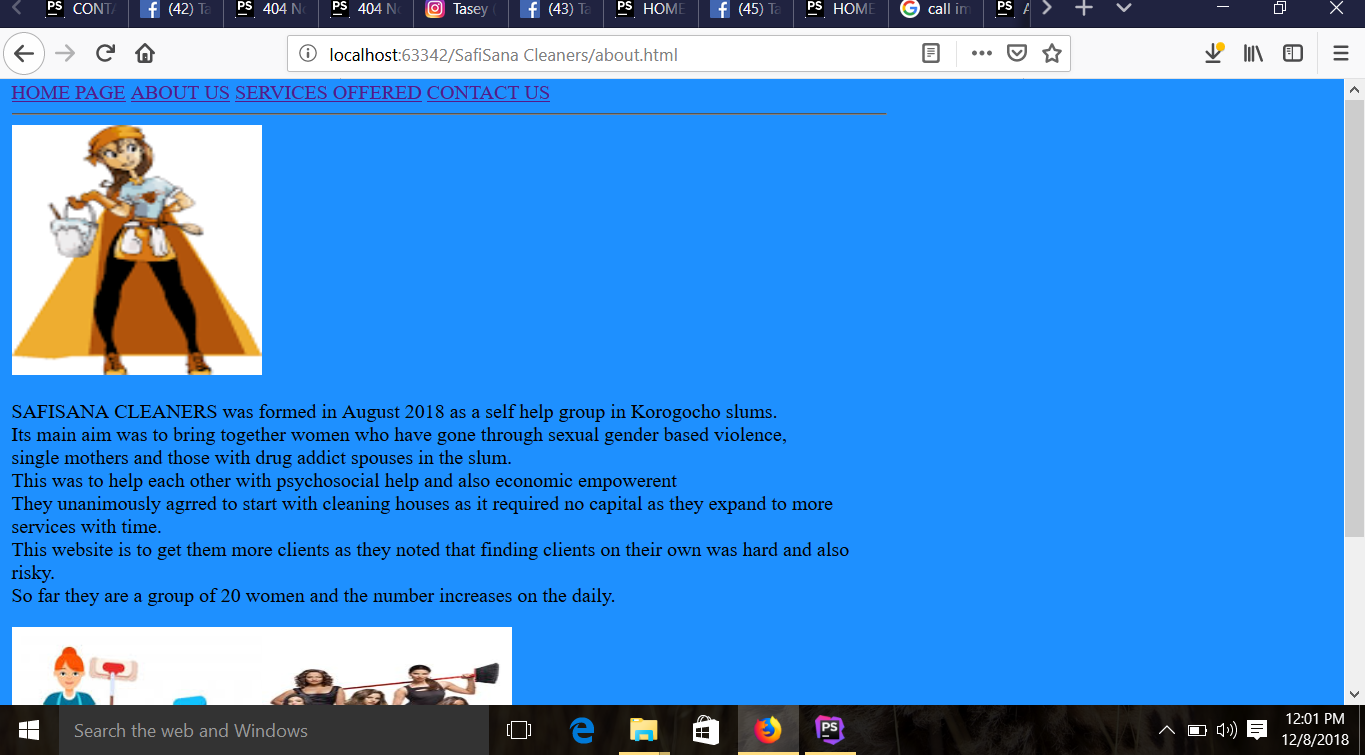 CONT (42) Ta 404 No 404 No Tasey ( (43) Ta HOME (45) Ta HOME call im A
localhost:63342/SafiSana Cleaners/about.html
HOME PAGE ABOUT US SERVICES OFFERED CONTACT US
SAFISANA CLEANERS was formed in August 2018 as a self help group in Korogocho slums.
Its main aim was to bring together women who have gone through sexual gender based violence,
single mothers and those with drug addict spouses in the slum.
This was to help each other with psychosocial help and also economic empowerent
They unanimously agrred to start with cleaning houses as it required no capital as they expand to more
services with time.
This website is to get them more clients as they noted that finding clients on their own was hard and also
risky.
So far they are a group of 20 women and the number increases on the daily.
Search the web and Windows
12:01 PM
12/8/2018